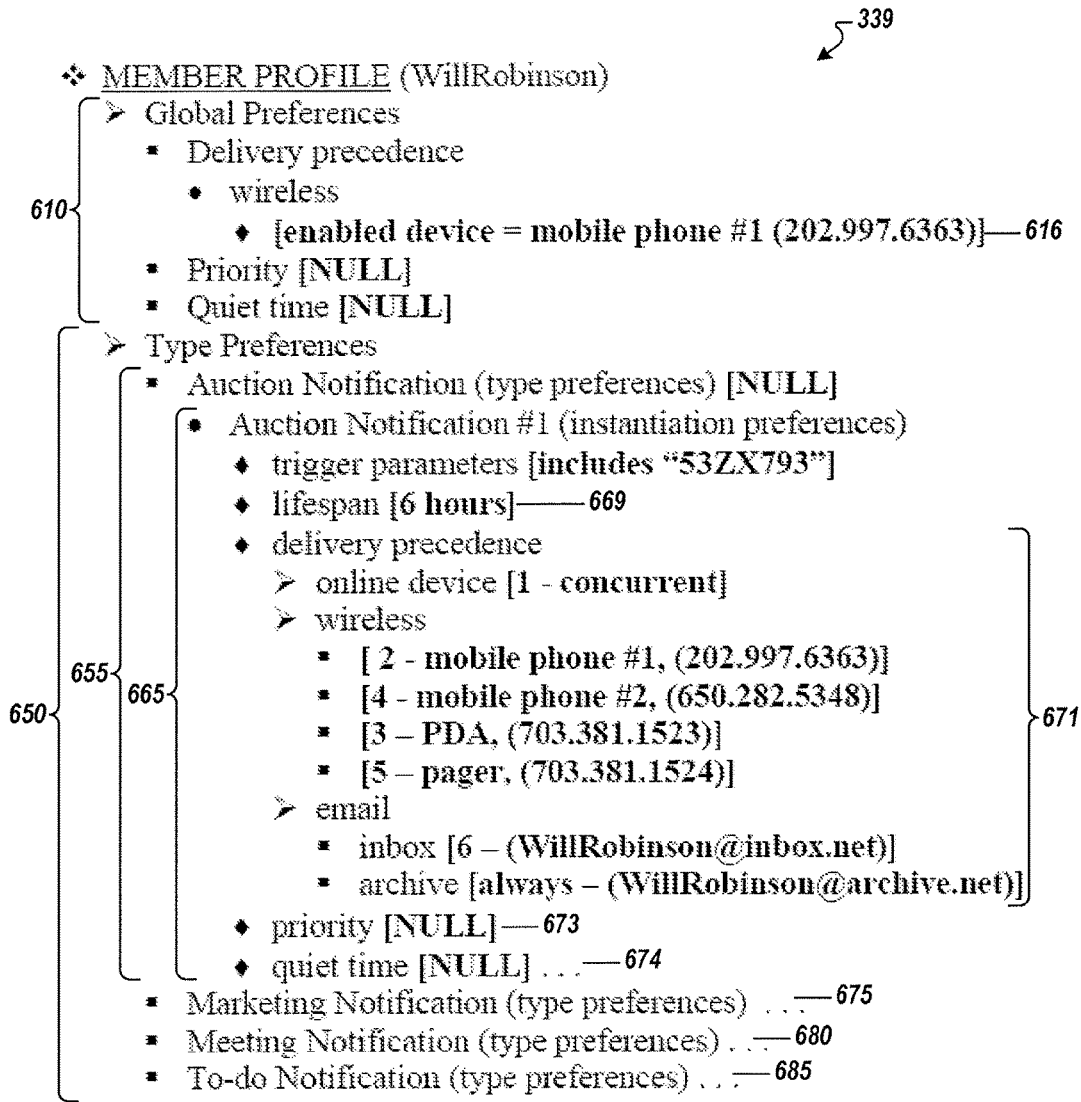 339
❖ MEMBER PROFILE (WillRobinson)
➢ Global Preferences
▪ Delivery precedence
• wireless
610
♦ [enabled device = mobile phone #1 (202.997.6363)] 616
▪ Priority [NULL]
▪ Quiet time [NULL]
➢ Type Preferences
▪ Auction Notification (type preferences) [NULL]
• Auction Notification #1 (instantiation preferences)
♦ trigger parameters [includes “53ZX793”]
♦ lifespan [6 hours] 669
♦ delivery precedence
➢ online device [1 - concurrent]
➢ wireless
▪ [ 2 - mobile phone #1, (202.997.6363)]
655
665 ▪ [4 - mobile phone #2, (650.282.5348)]
650 671
▪ [3 – PDA, (703.381.1523)]
▪ [5 – pager, (703.381.1524)]
➢ email
▪ inbox [6 – (WillRobinson@inbox.net)]
▪ archive [always – (WillRobinson@archive.net)]
♦ priority [NULL] 673
♦ quiet time [NULL] . . . 674
▪ Marketing Notification (type preferences) . . . 675
▪ Meeting Notification (type preferences) . . . 680
▪ To-do Notification (type preferences) . . . 685